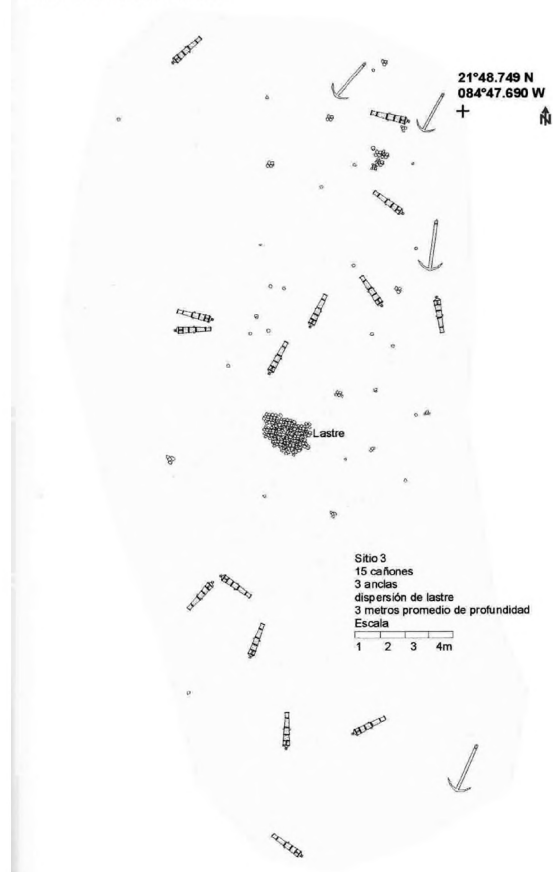 21°48.749 N
084°47.690 W
N
Lastre
Sitio 3
15 cañones
3 anclas
dispersión de lastre
3 metros promedio de profundidad
Escala
1 2 3 4m